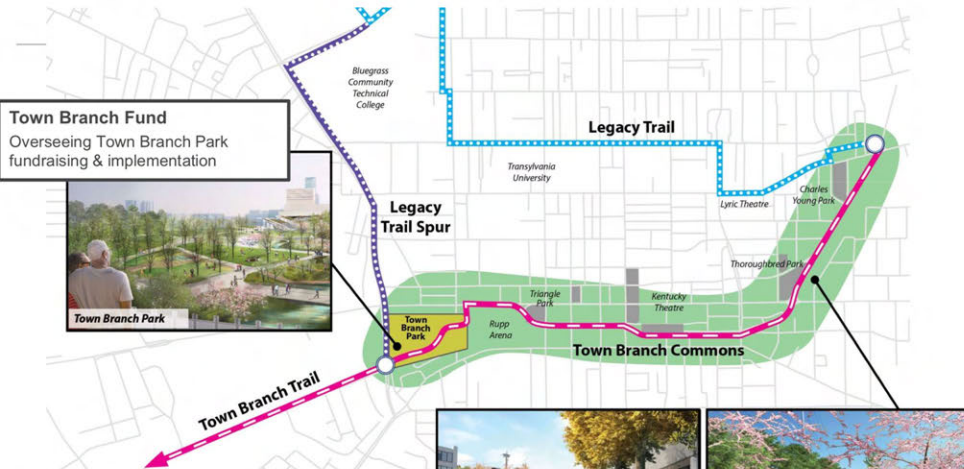 Bluegrass
Community
Technical
College
Town Branch Fund
Overseeing Town Branch Park
fundraising & implementation
Legacy Trail
Transylvania
University
Lyric Theatre
Charles
Young Park
Legacy
Trail Spur
Thoroughbred Park
Town Branch Park
Town
Branch
Park
Triangle
Park
Rupp
Arena
Kentucky
Theatre
Town Branch Commons
Town Branch Trail